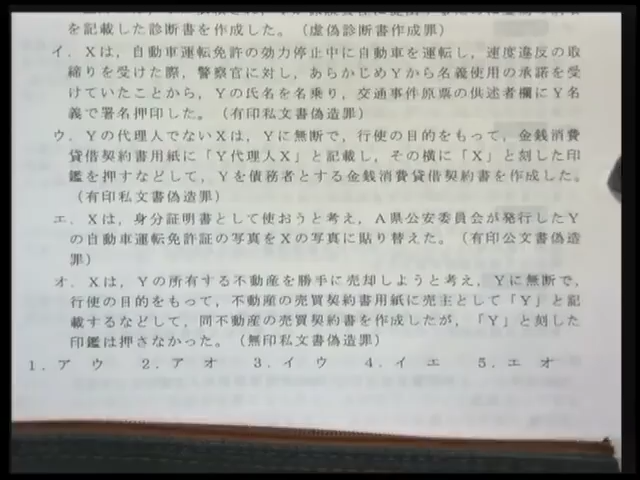 を記載した診断書を作成した。（虚偽診断書作成罪）
イ．Ｘは，自動車運転免許の効力停止中に自動車を運転し，速度違反の取
締りを受けた際，警察官に対し，あらかじめＹから名義使用の承諾を受
けていたことから，Ｙの氏名を名乗り，交通事件原票の供述者欄にＹ名
義で署名押印した。（有印私文書偽造罪）
ウ．Ｙの代理人でないＸは，Ｙに無断で，行使の目的をもって，金銭消費
貸借契約書用紙に「Ｙ代理人Ｘ」と記載し，その横に「Ｘ」と刻した印
鑑を押すなどして，Ｙを債務者とする金銭消費貸借契約書を作成した。
（有印私文書偽造罪）
エ．Ｘは，身分証明書として使おうと考え，Ａ県公安委員会が発行したＹ
の自動車運転免許証の写真をＸの写真に貼り替えた。（有印公文書偽造
罪）
オ．Ｘは，Ｙの所有する不動産を勝手に売却しようと考え，Ｙに無断で，
行使の目的をもって，不動産の売買契約書用紙に売主として「Ｙ」と記
載するなどして，同不動産の売買契約書を作成したが，「Ｙ」と刻した
印鑑は押さなかった。（無印私文書偽造罪）
１．ア　ウ　２．ア　オ　３．イ　ウ　４．イ　エ　５．エ　オ